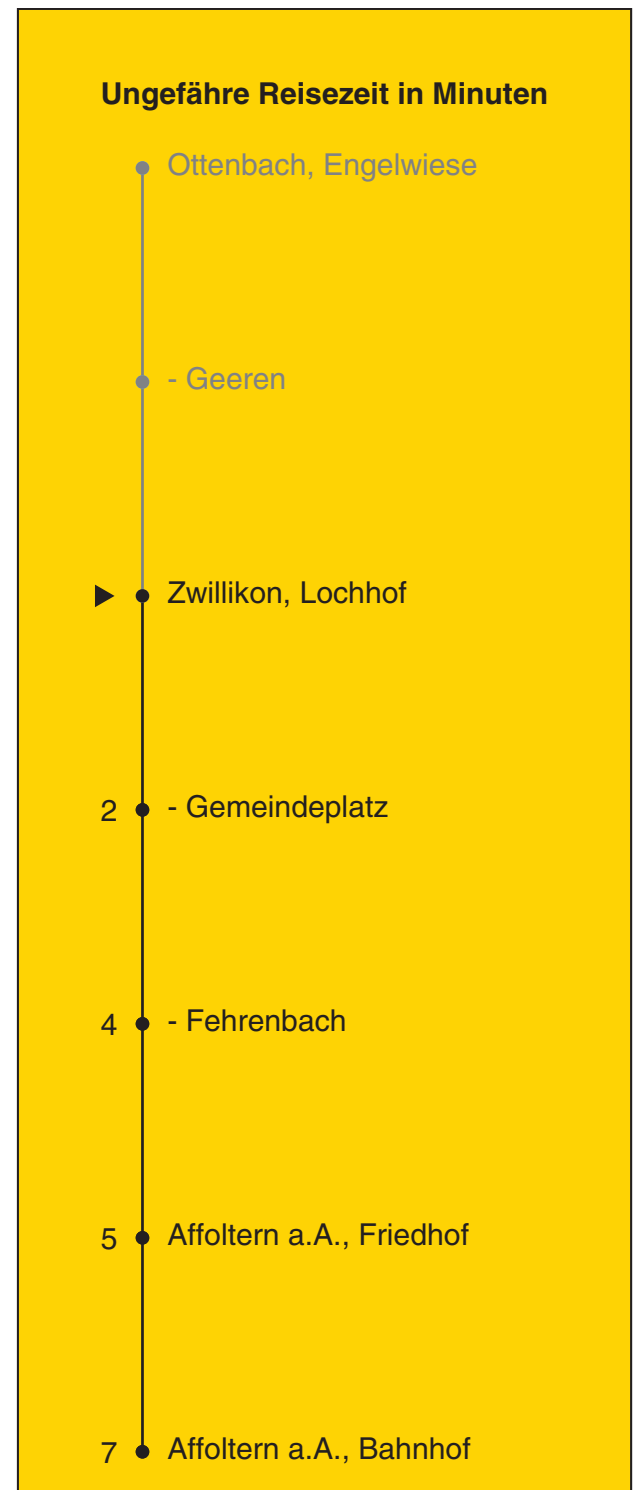 Ungefähre Reisezeit in Minuten
Ottenbach, Engelwiese
- Geeren
Zwillikon, Lochhof
2 - Gemeindeplatz
4 - Fehrenbach
5 Affoltern a.A., Friedhof
7 Affoltern a.A., Bahnhof